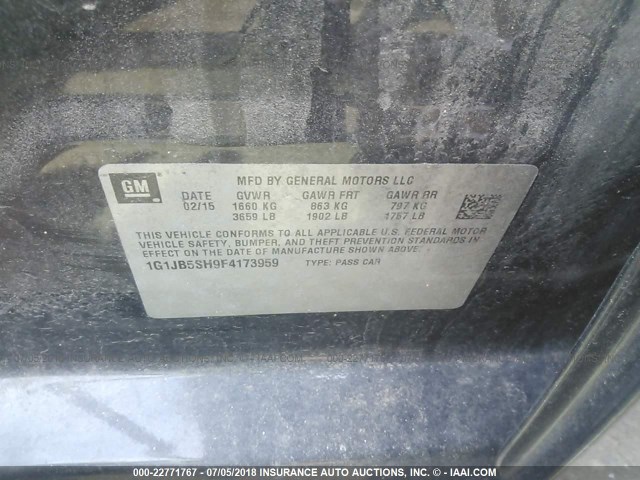 GM
MFD BY GENERAL MOTORS LLC
DATE GVWR GAWR FRT GAWR RR
02/15 1660 KG 863 KG 797 KG
3659 LB 1902 LB 1757 LB
THIS VEHICLE CONFORMS TO ALL APPLICABLE U.S. FEDERAL MOTOR
VEHICLE SAFETY, BUMPER, AND THEFT PREVENTION STANDARDS IN
EFFECT ON THE DATE OF MANUFACTURE SHOWN ABOVE.
1G1JB5SH9F4173959 TYPE: PASS CAR
000-22771767 - 07/05/2018 INSURANCE AUTO AUCTIONS, INC. - © - IAAI.COM